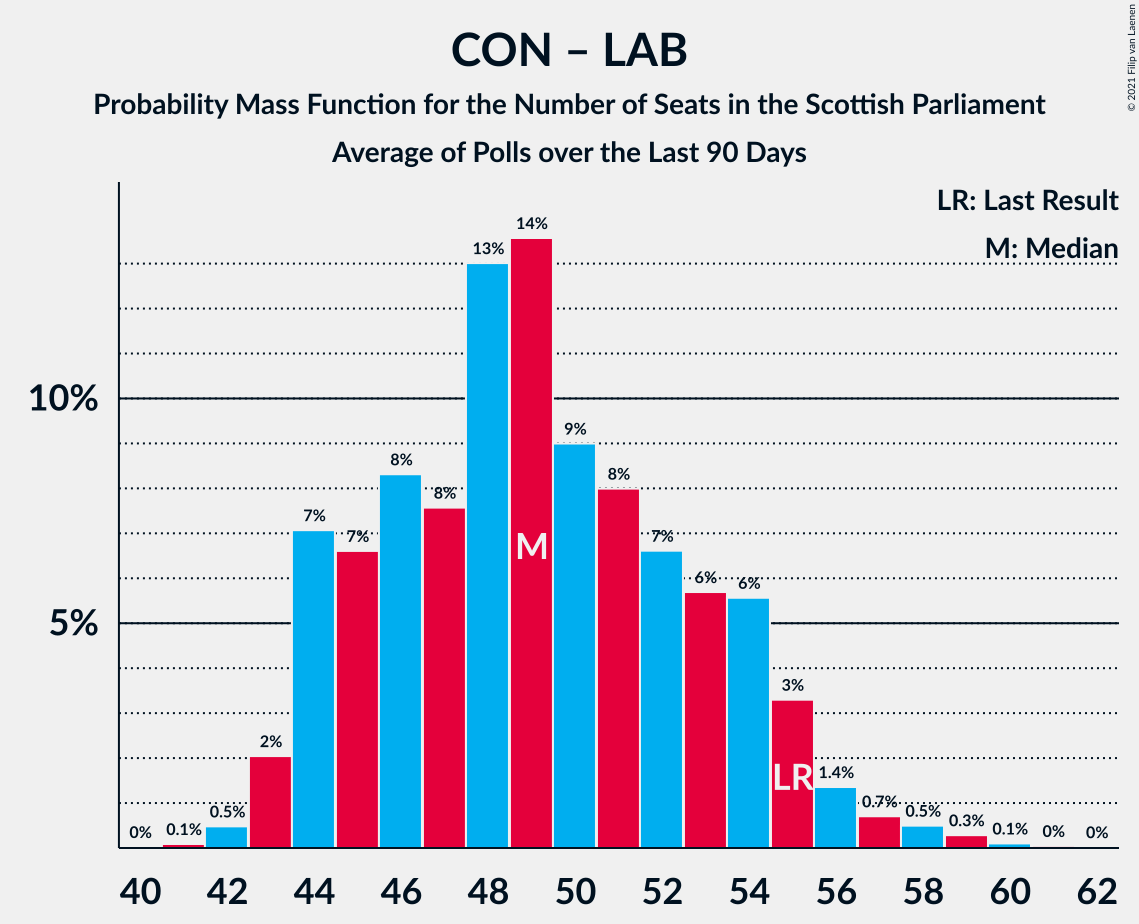 CON – LAB
Probability Mass Function for the Number of Seats in the Scottish Parliament
Average of Polls over the Last 90 Days
© 2021 Filip van Laenen
LR: Last Result
M: Median
10%
5%
0%
0.1%
0.5%
2%
7%
7%
8%
8%
13%
14%
9%
8%
7%
6%
6%
3%
1.4%
0.7%
0.5%
0.3%
0.1%
0%
0%
M
LR
40 42 44 46 48 50 52 54 56 58 60 62